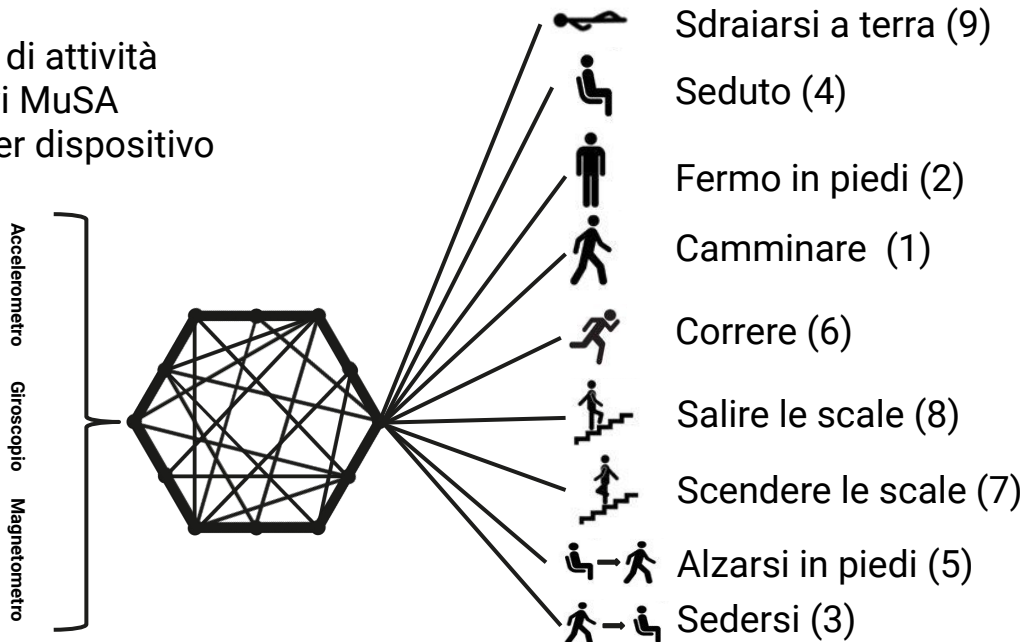 di attività
i MuSA
er dispositivo
Accelerometro
Giroscopio
Magnetometro
Sdraiarsi a terra (9)
Seduto (4)
Fermo in piedi (2)
Camminare (1)
Correre (6)
Salire le scale (8)
Scendere le scale (7)
Alzarsi in piedi (5)
Sedersi (3)